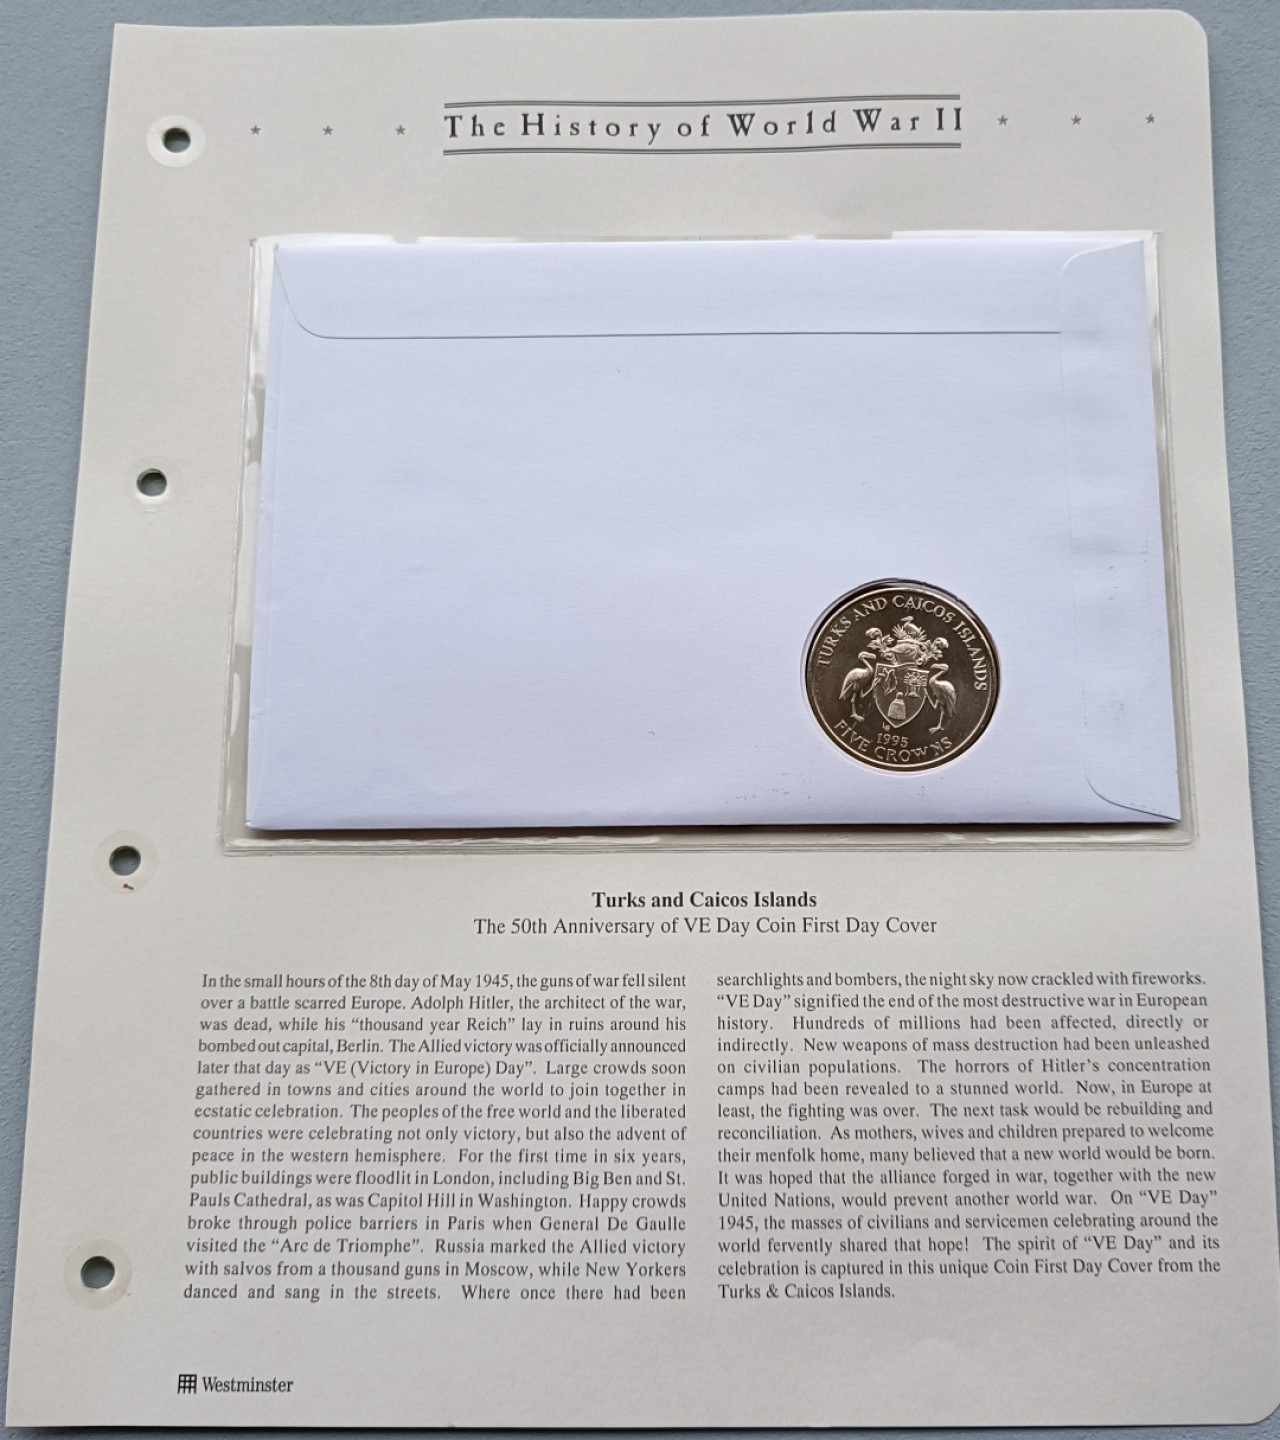 * * * The History of World War II * * *
TURKS AND CAICOS ISLANDS
1995
FIVE CROWNS
Turks and Caicos Islands
The 50th Anniversary of VE Day Coin First Day Cover
In the small hours of the 8th day of May 1945, the guns of war fell silent
over a battle scarred Europe. Adolph Hitler, the architect of the war,
was dead, while his “thousand year Reich” lay in ruins around his
bombed out capital, Berlin. The Allied victory was officially announced
later that day as “VE (Victory in Europe) Day”. Large crowds soon
gathered in towns and cities around the world to join together in
ecstatic celebration. The peoples of the free world and the liberated
countries were celebrating not only victory, but also the advent of
peace in the western hemisphere. For the first time in six years,
public buildings were floodlit in London, including Big Ben and St.
Pauls Cathedral, as was Capitol Hill in Washington. Happy crowds
broke through police barriers in Paris when General De Gaulle
visited the “Arc de Triomphe”. Russia marked the Allied victory
with salvos from a thousand guns in Moscow, while New Yorkers
danced and sang in the streets. Where once there had been
searchlights and bombers, the night sky now crackled with fireworks.
“VE Day” signified the end of the most destructive war in European
history. Hundreds of millions had been affected, directly or
indirectly. New weapons of mass destruction had been unleashed
on civilian populations. The horrors of Hitler’s concentration
camps had been revealed to a stunned world. Now, in Europe at
least, the fighting was over. The next task would be rebuilding and
reconciliation. As mothers, wives and children prepared to welcome
their menfolk home, many believed that a new world would be born.
It was hoped that the alliance forged in war, together with the new
United Nations, would prevent another world war. On “VE Day”
1945, the masses of civilians and servicemen celebrating around the
world fervently shared that hope! The spirit of “VE Day” and its
celebration is captured in this unique Coin First Day Cover from the
Turks & Caicos Islands.
Westminster